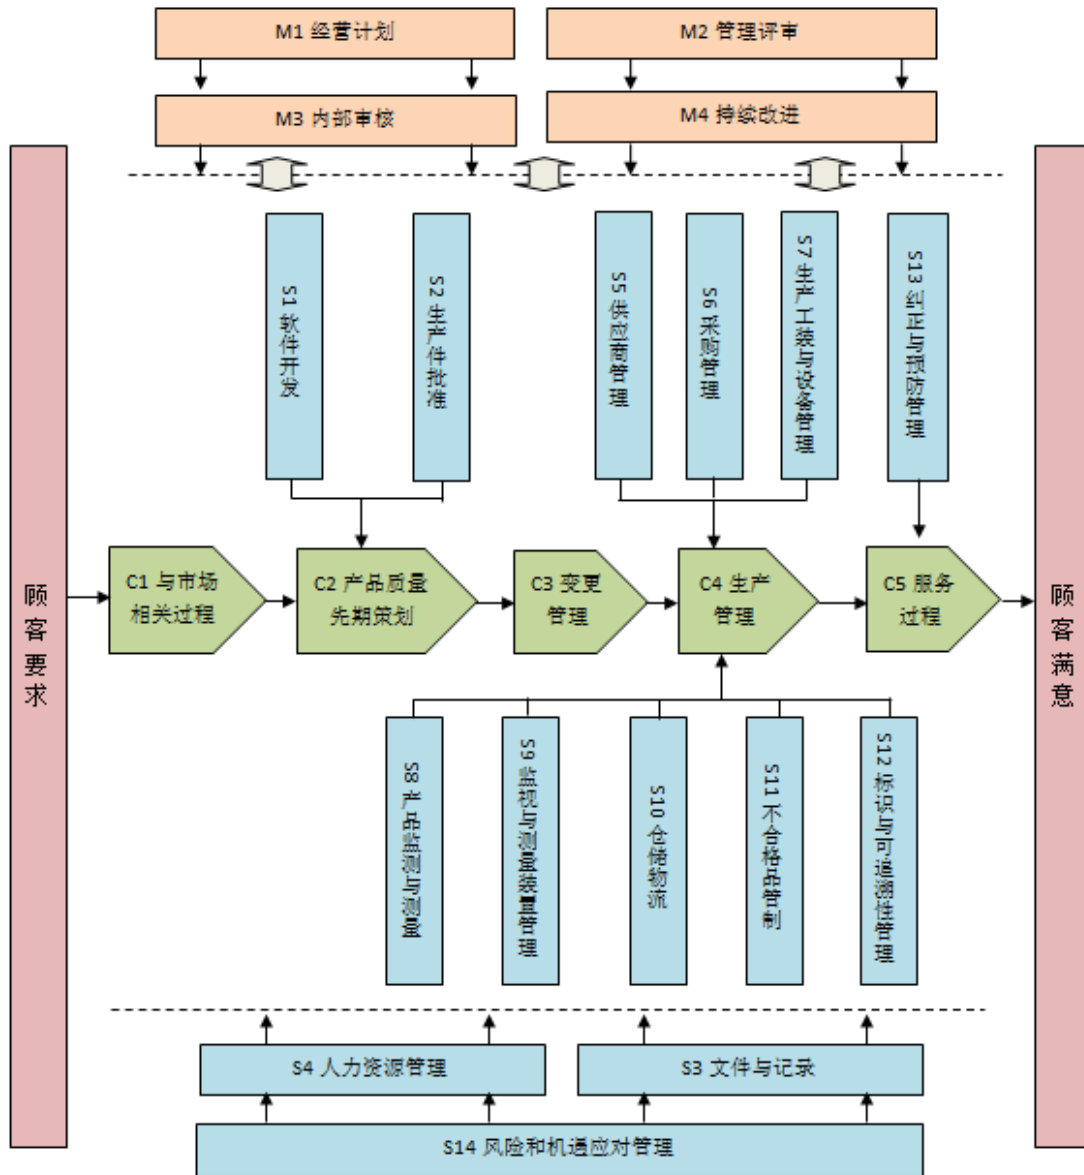 M1 经营计划
M2 管理评审
M3 内部审核
M4 持续改进
顾客要求
顾客满意
S1 软件开发
S2 生产件批准
S5 供应商管理
S6 采购管理
S7 生产工装与设备管理
S13 纠正与预防管理
C1 与市场
相关过程
C2 产品质量
先期策划
C3 变更
管理
C4 生产
管理
C5 服务
过程
S8 产品监测与测量
S9 监视与测量装置管理
S10 仓储物流
S11 不合格品管制
S12 标识与可追溯性管理
S4 人力资源管理
S3 文件与记录
S14 风险和机遇应对管理